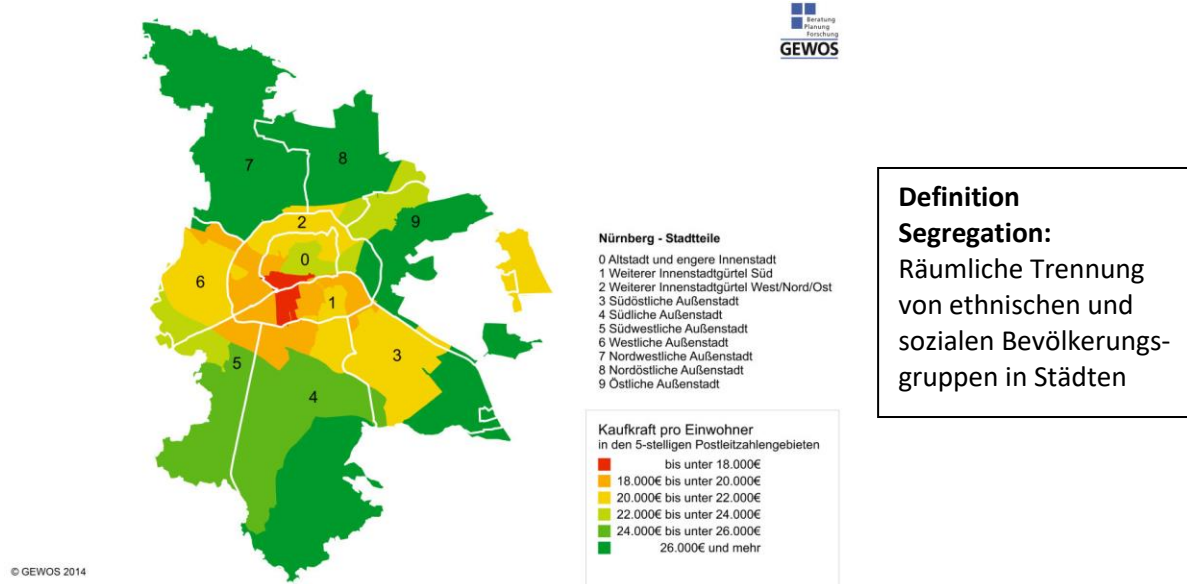 Beratung
Planung
Forschung
GEWOS
7
8
2
9
0
6
1
3
5
4
Nürnberg - Stadtteile
0 Altstadt und engere Innenstadt
1 Weiterer Innenstadtgürtel Süd
2 Weiterer Innenstadtgürtel West/Nord/Ost
3 Südöstliche Außenstadt
4 Südliche Außenstadt
5 Südwestliche Außenstadt
6 Westliche Außenstadt
7 Nordwestliche Außenstadt
8 Nordöstliche Außenstadt
9 Östliche Außenstadt
Kaufkraft pro Einwohner
in den 5-stelligen Postleitzahlengebieten
bis unter 18.000€
18.000€ bis unter 20.000€
20.000€ bis unter 22.000€
22.000€ bis unter 24.000€
24.000€ bis unter 26.000€
26.000€ und mehr
Definition
Segregation:
Räumliche Trennung
von ethnischen und
sozialen Bevölkerungs-
gruppen in Städten
© GEWOS 2014